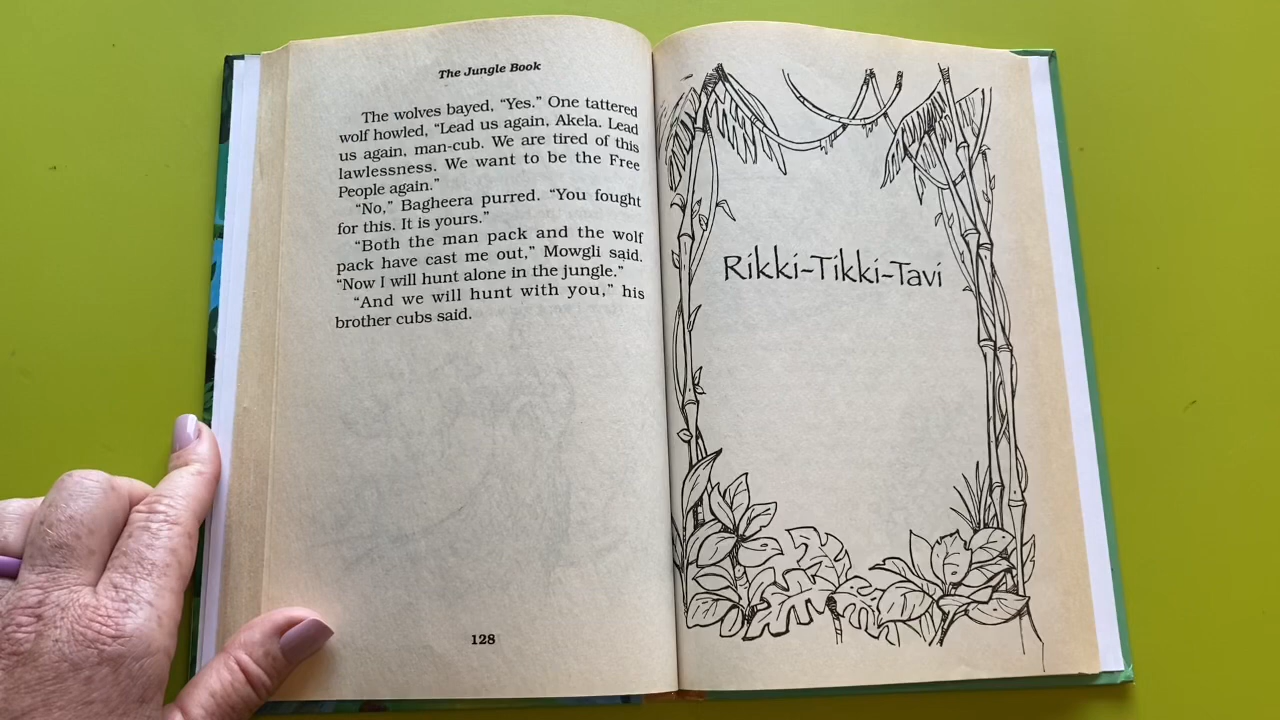 The Jungle Book
The wolves bayed, “Yes.” One tattered
wolf howled, “Lead us again, Akela. Lead
us again, man-cub. We are tired of this
lawlessness. We want to be the Free
People again.”
“No,” Bagheera purred. “You fought
for this. It is yours.”
“Both the man pack and the wolf
pack have cast me out,” Mowgli said.
“Now I will hunt alone in the jungle.”
“And we will hunt with you,” his
brother cubs said.
128
Rikki-Tikki-Tavi